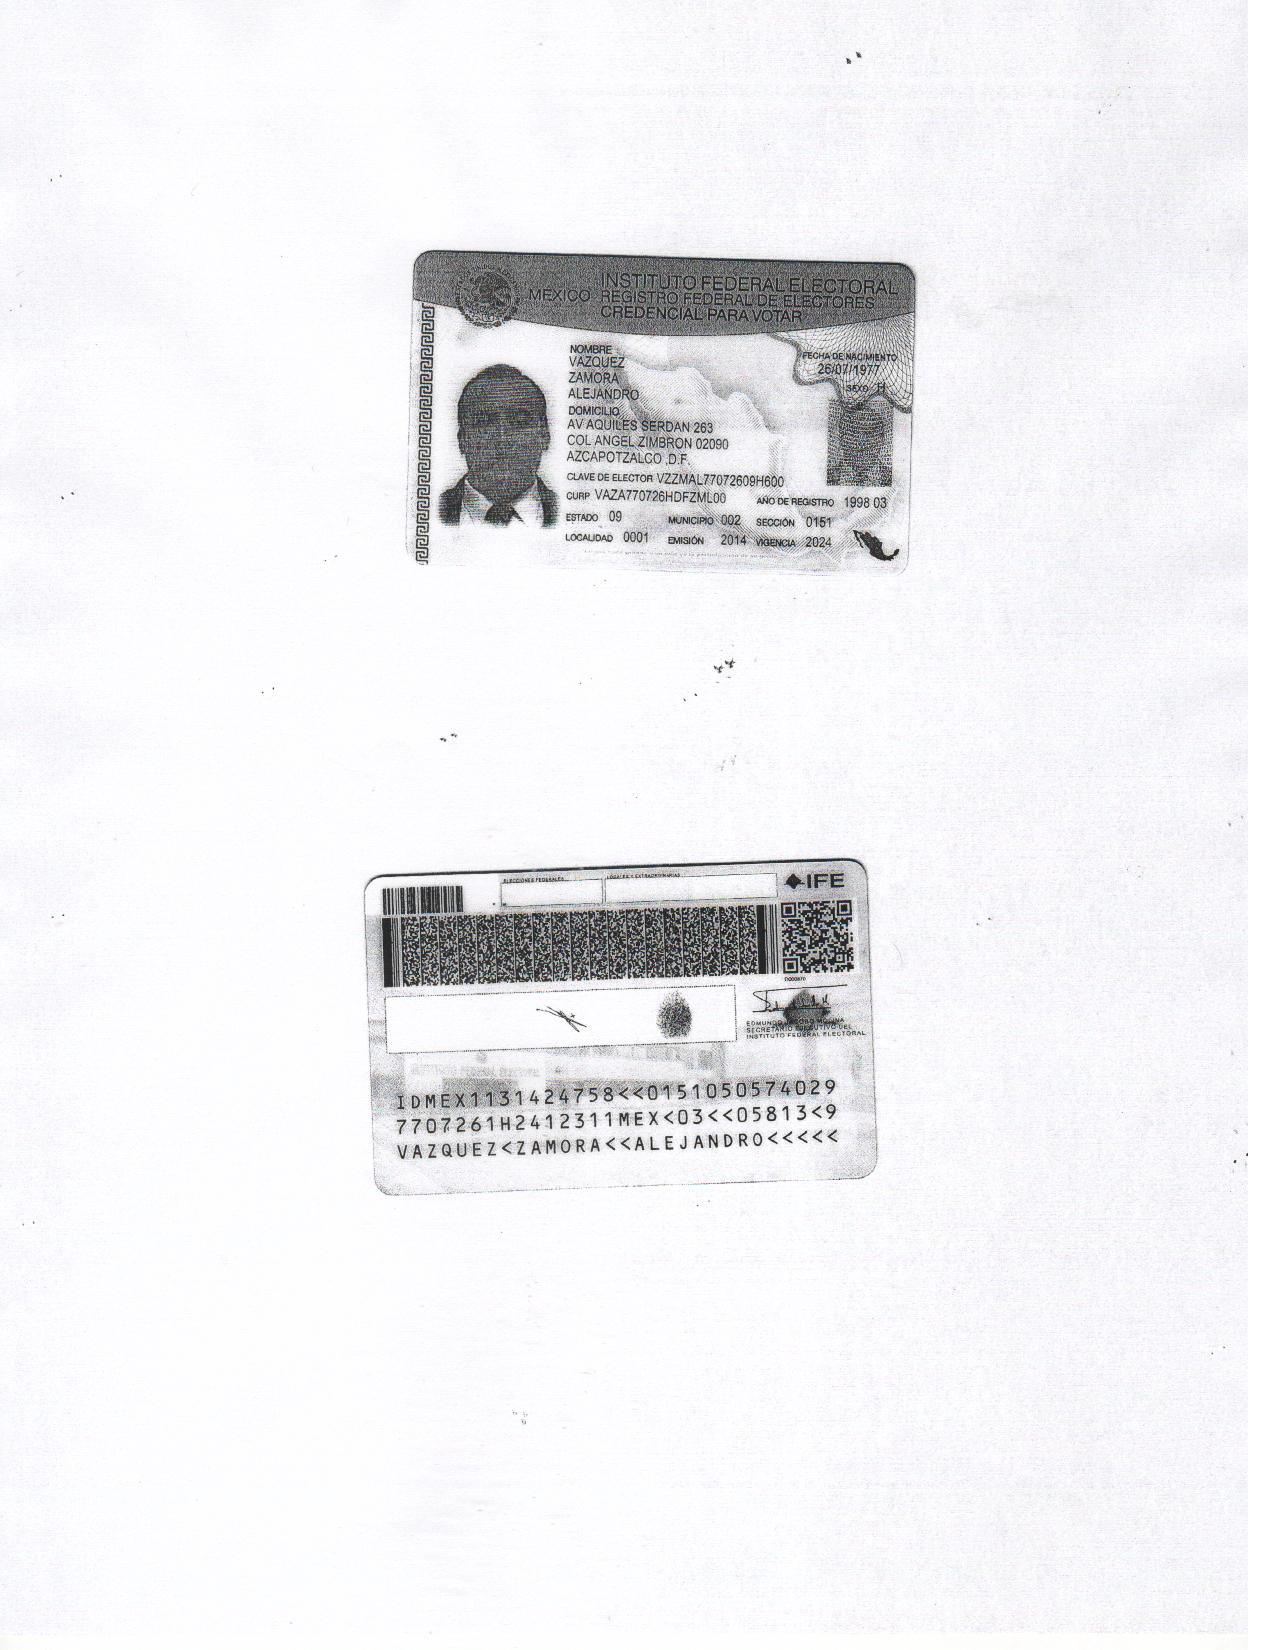 INSTITUTO FEDERAL ELECTORAL
MÉXICO REGISTRO FEDERAL DE ELECTORES
CREDENCIAL PARA VOTAR
NOMBRE
VAZQUEZ
ZAMORA
ALEJANDRO
FECHA DE NACIMIENTO
26/07/1977
SEXO H
DOMICILIO
AV AQUILES SERDAN 263
COL ANGEL ZIMBRON 02090
AZCAPOTZALCO ,D.F.
CLAVE DE ELECTOR VZZMAL77072609H600
CURP VAZA770726HDFZML00 AÑO DE REGISTRO 1998 03
ESTADO 09 MUNICIPIO 002 SECCIÓN 0151
LOCALIDAD 0001 EMISIÓN 2014 VIGENCIA 2024
ELECCIONES FEDERALES LOCALES Y EXTRAORDINARIAS
IFE
EDMUNDO JACOBO MOLINA
SECRETARIO EJECUTIVO DEL
INSTITUTO FEDERAL ELECTORAL
IDMEX1131424758<<0151050574029
7707261H2412311MEX<03<<05813<9
VAZQUEZ<ZAMORA<<ALEJANDRO<<<<<